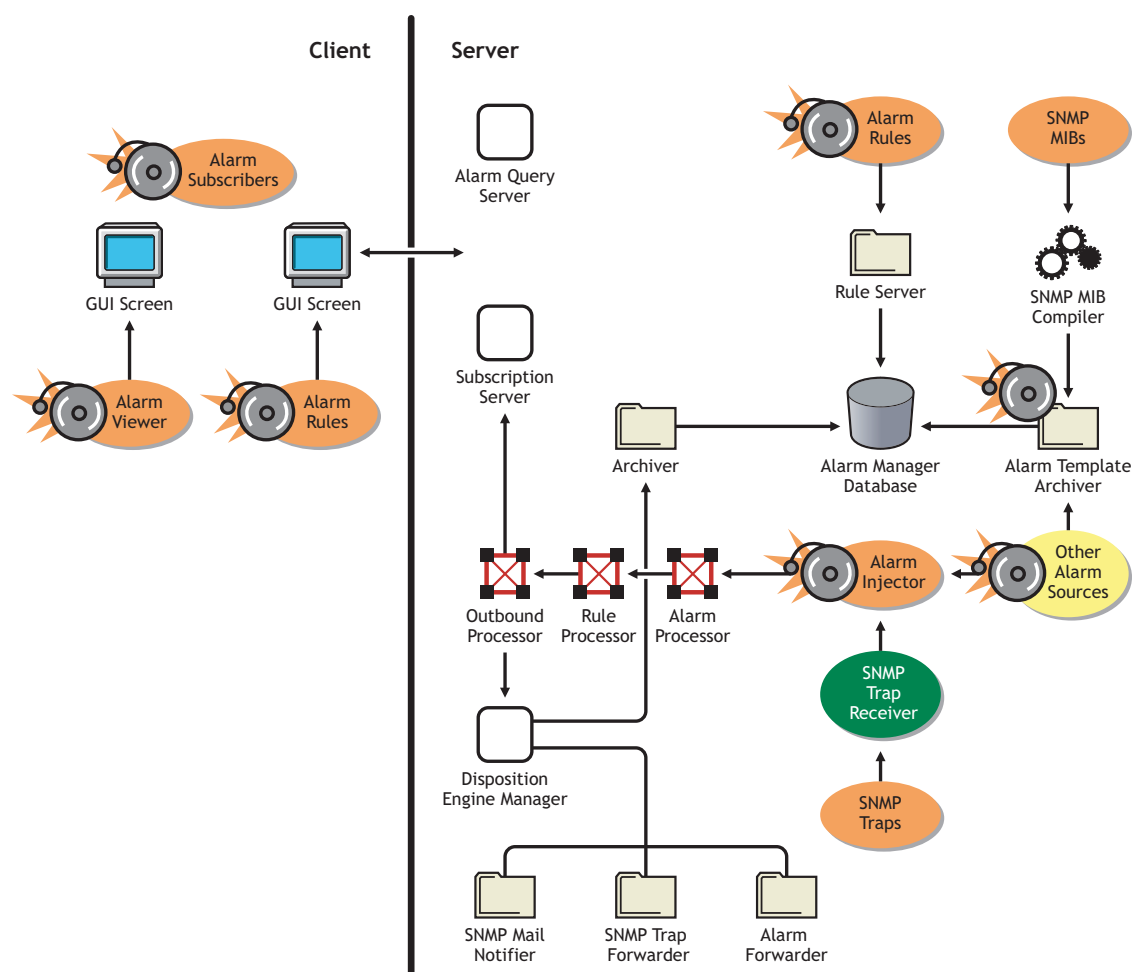 Client
Server
Alarm
Subscribers
GUI Screen
GUI Screen
Alarm
Viewer
Alarm
Rules
Alarm Query
Server
Subscription
Server
Alarm
Rules
SNMP
MIBs
Rule Server
SNMP MIB
Compiler
Archiver
Alarm Manager
Database
Alarm Template
Archiver
Outbound
Processor
Rule
Processor
Alarm
Processor
Alarm
Injector
Other
Alarm
Sources
SNMP
Trap
Receiver
Disposition
Engine Manager
SNMP
Traps
SNMP Mail
Notifier
SNMP Trap
Forwarder
Alarm
Forwarder